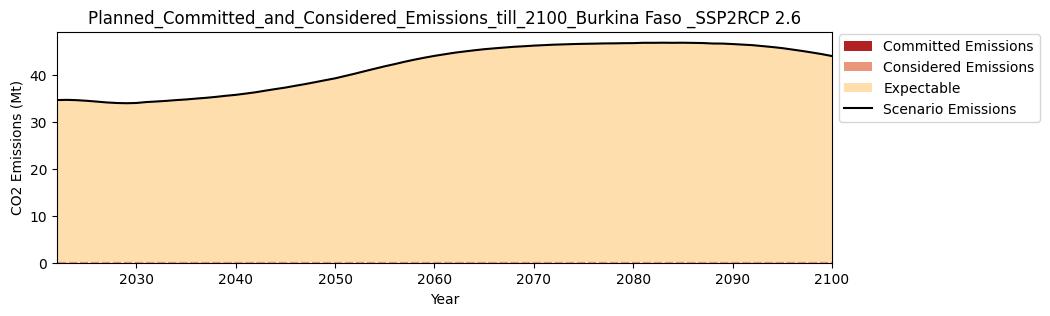 Planned_Committed_and_Considered_Emissions_till_2100_Burkina Faso _SSP2RCP 2.6
Committed Emissions
Considered Emissions
Expectable
Scenario Emissions
CO2 Emissions (Mt)
40
30
20
10
0
2030 2040 2050 2060 2070 2080 2090 2100
Year